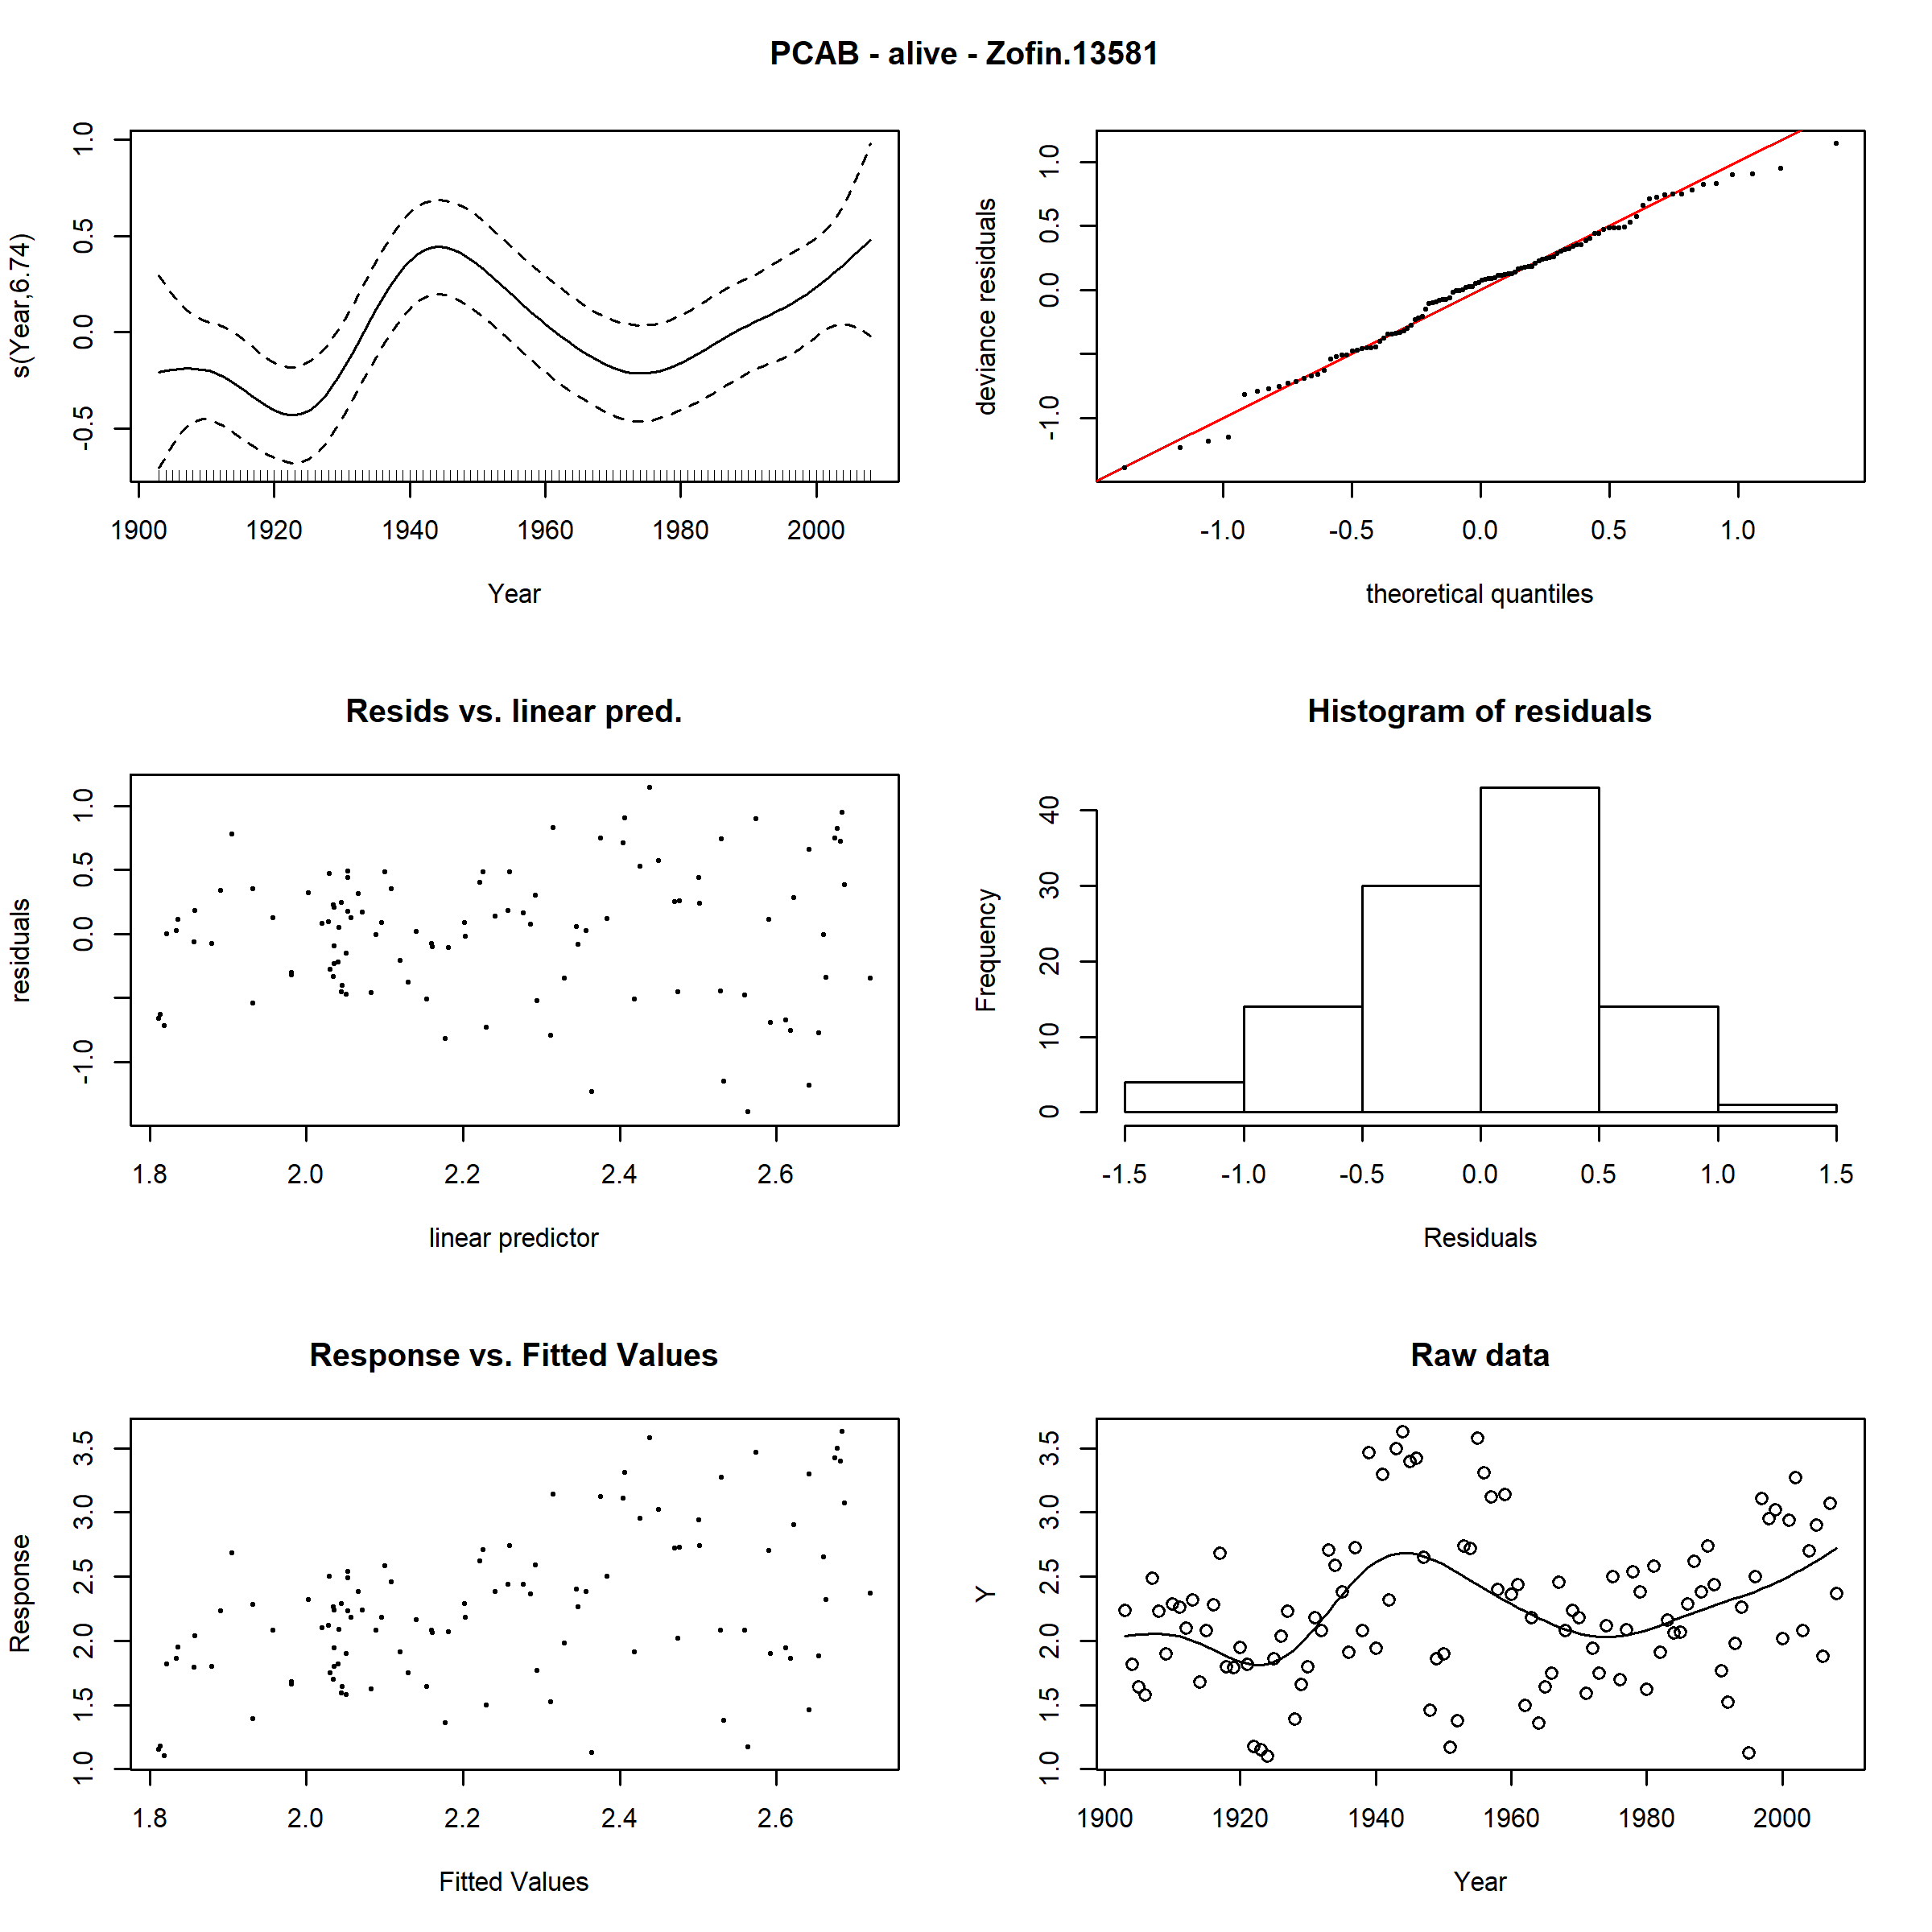 PCAB - alive - Zofin.13581
s(Year,6.74)
1.0
0.5
0.0
-0.5
1900 1920 1940 1960 1980 2000
Year
deviance residuals
1.0
0.5
0.0
-1.0
-1.0 -0.5 0.0 0.5 1.0
theoretical quantiles
Resids vs. linear pred.
residuals
1.0
0.5
0.0
-1.0
1.8 2.0 2.2 2.4 2.6
linear predictor
Histogram of residuals
Frequency
40
30
20
10
0
-1.5 -1.0 -0.5 0.0 0.5 1.0 1.5
Residuals
Response vs. Fitted Values
Response
3.5
3.0
2.5
2.0
1.5
1.0
1.8 2.0 2.2 2.4 2.6
Fitted Values
Raw data
Y
3.5
3.0
2.5
2.0
1.5
1.0
1900 1920 1940 1960 1980 2000
Year